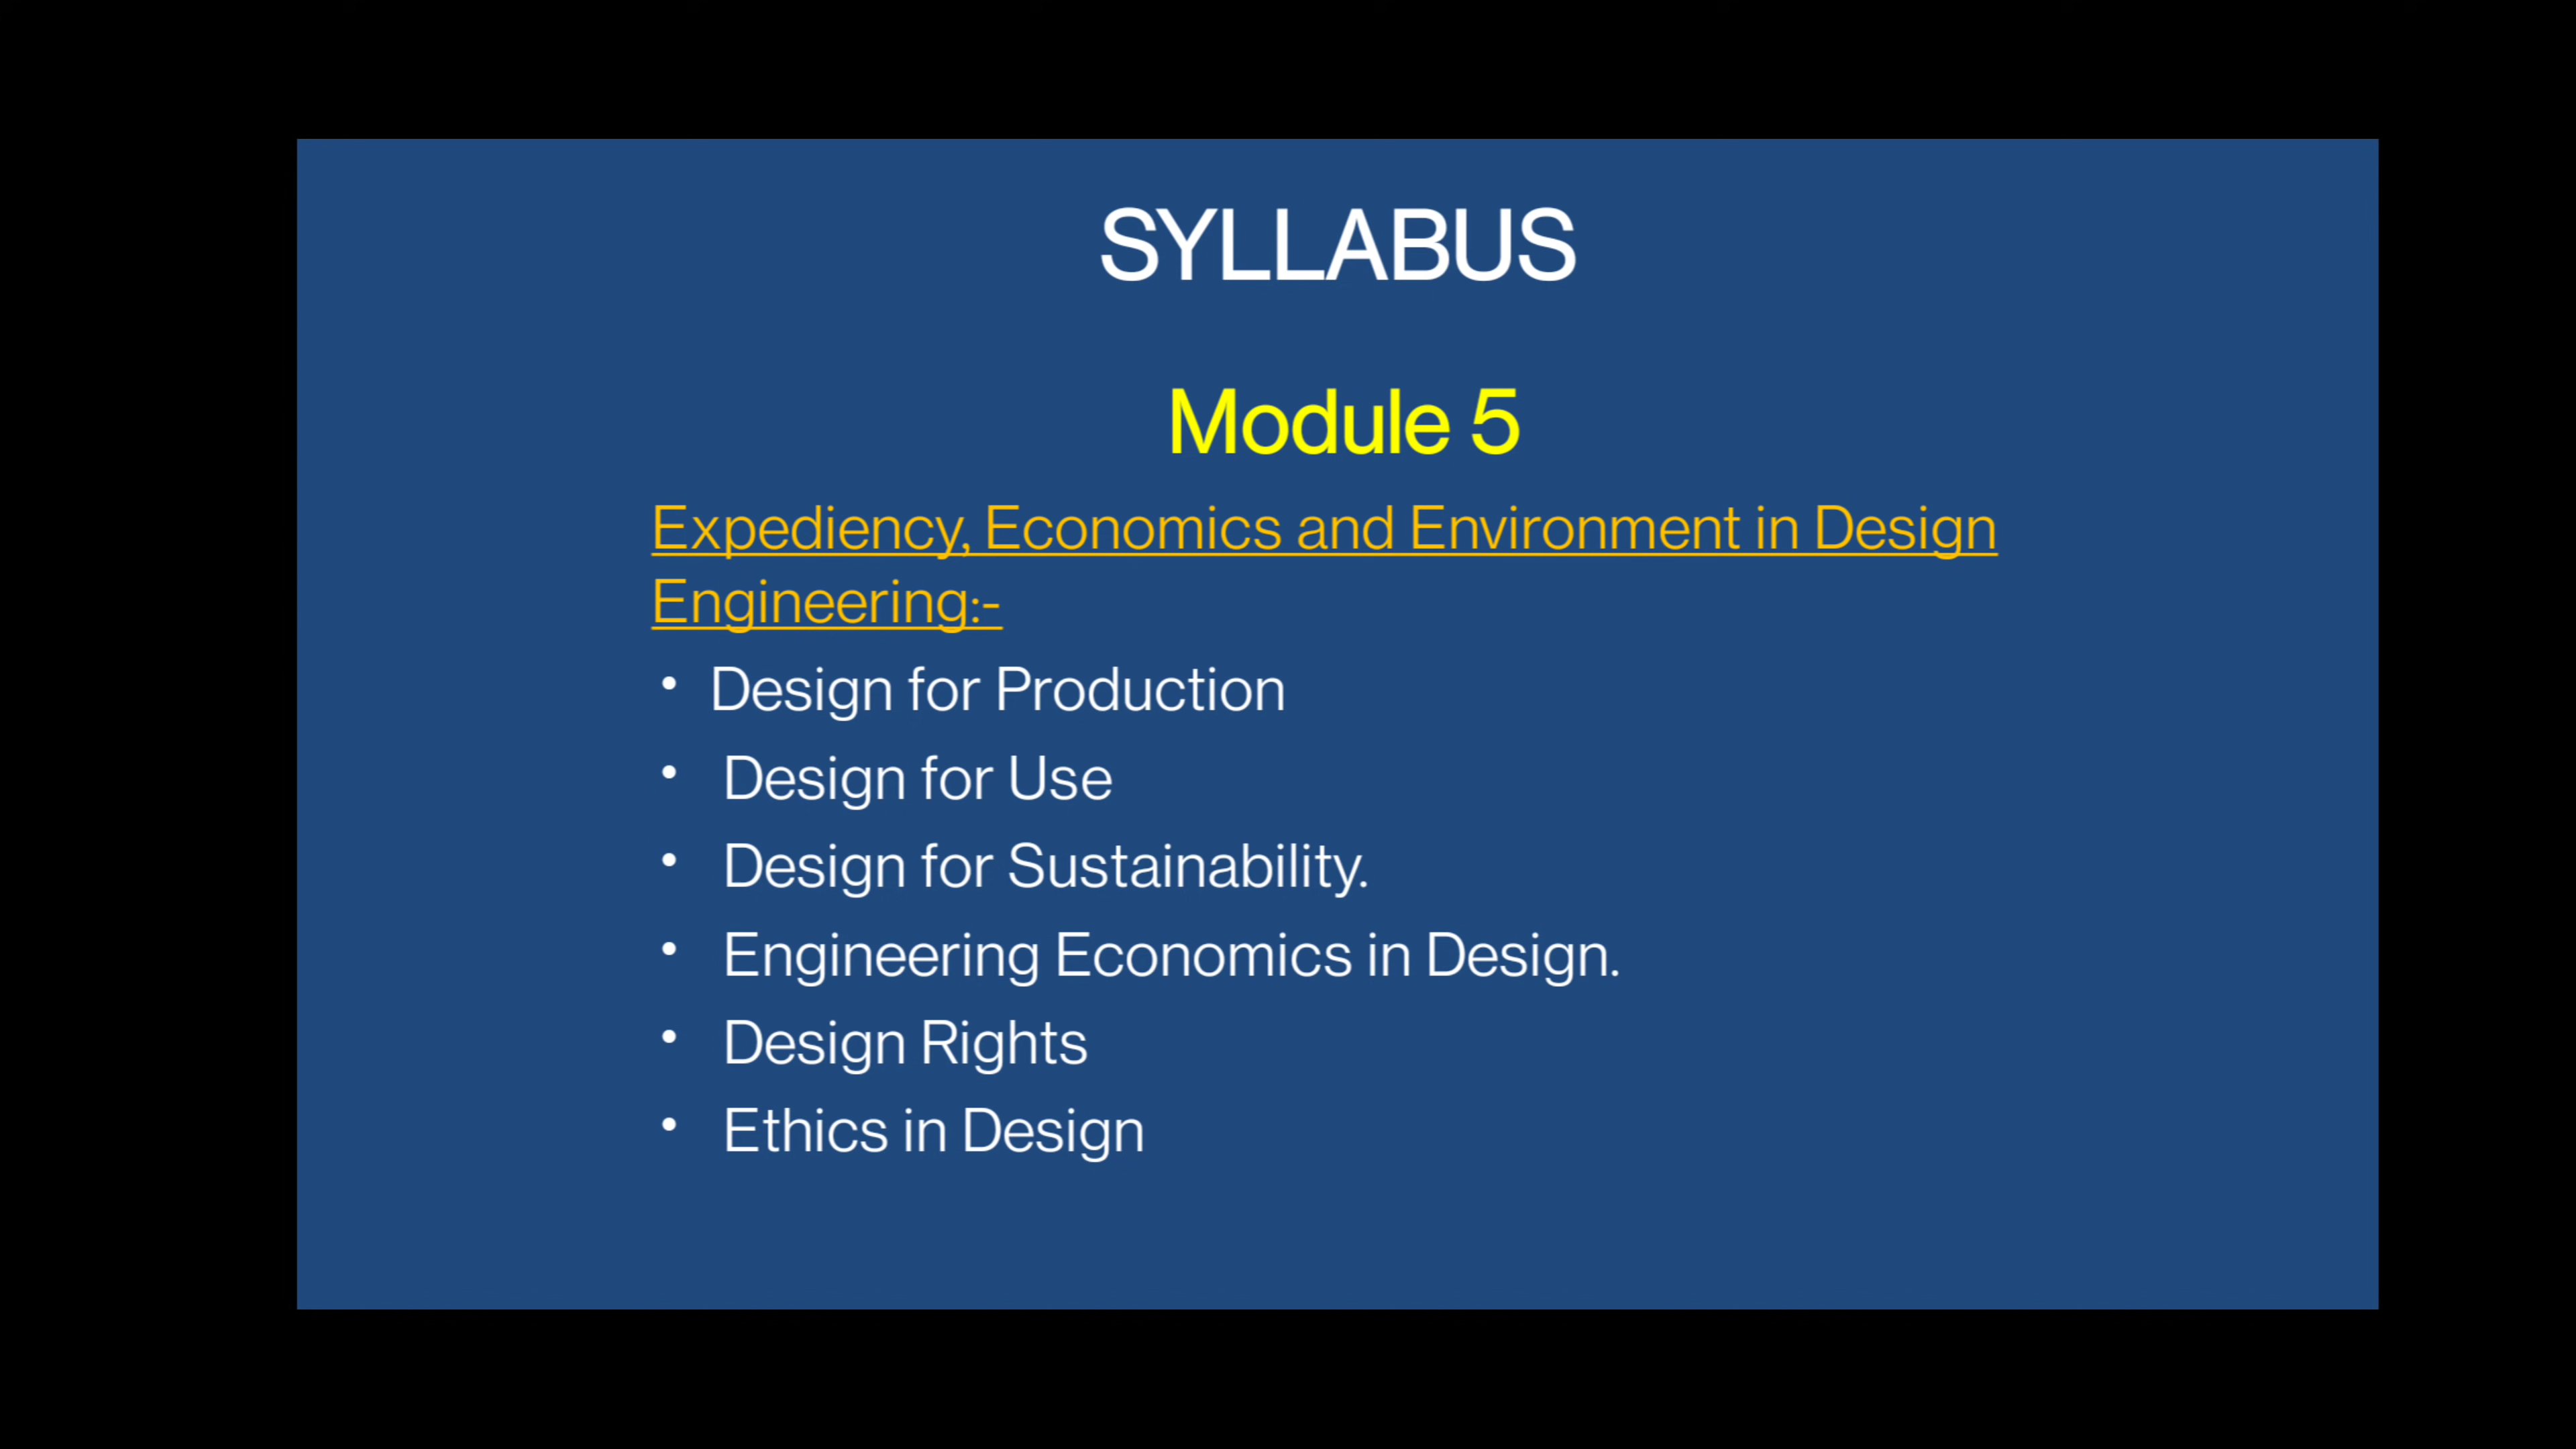 SYLLABUS
Module 5
Expediency, Economics and Environment in Design
Engineering:-
• Design for Production
• Design for Use
• Design for Sustainability.
• Engineering Economics in Design.
• Design Rights
• Ethics in Design